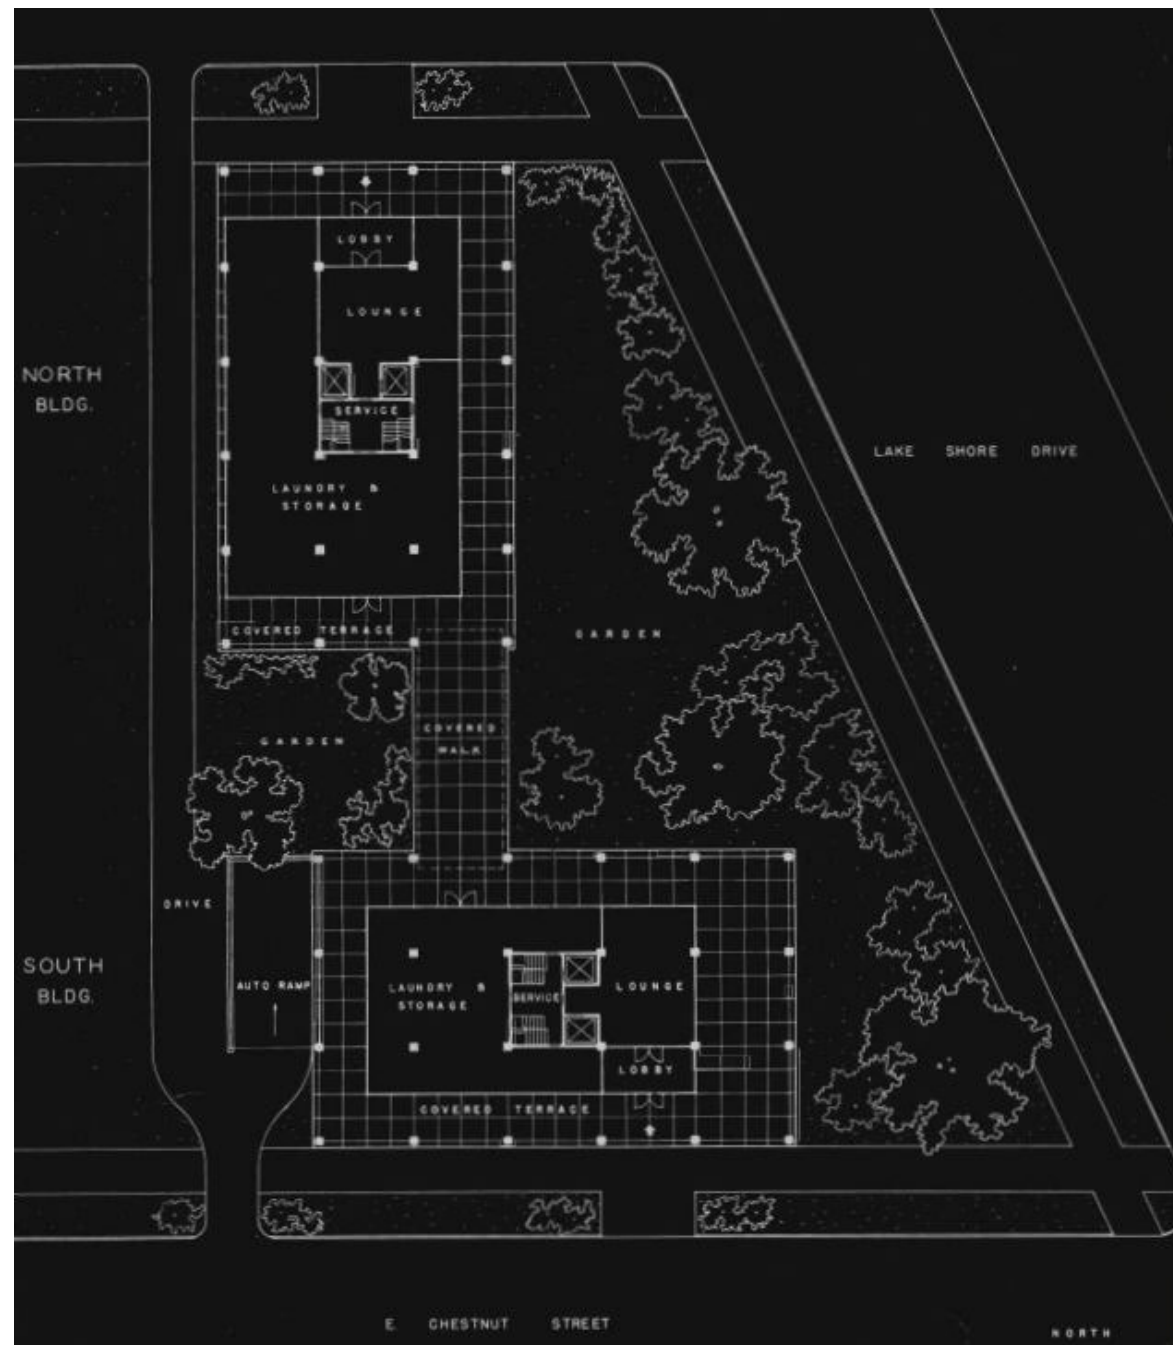 LOBBY
LOUNGE
NORTH
BLDG.
SERVICE
LAKE SHORE DRIVE
LAUNDRY &
STORAGE
COVERED TERRACE
GARDEN
COVERED
WALK
GARDEN
DRIVE
SOUTH
BLDG.
AUTO RAMP
LAUNDRY &
STORAGE
SERVICE
LOUNGE
LOBBY
COVERED TERRACE
E. CHESTNUT STREET
NORTH